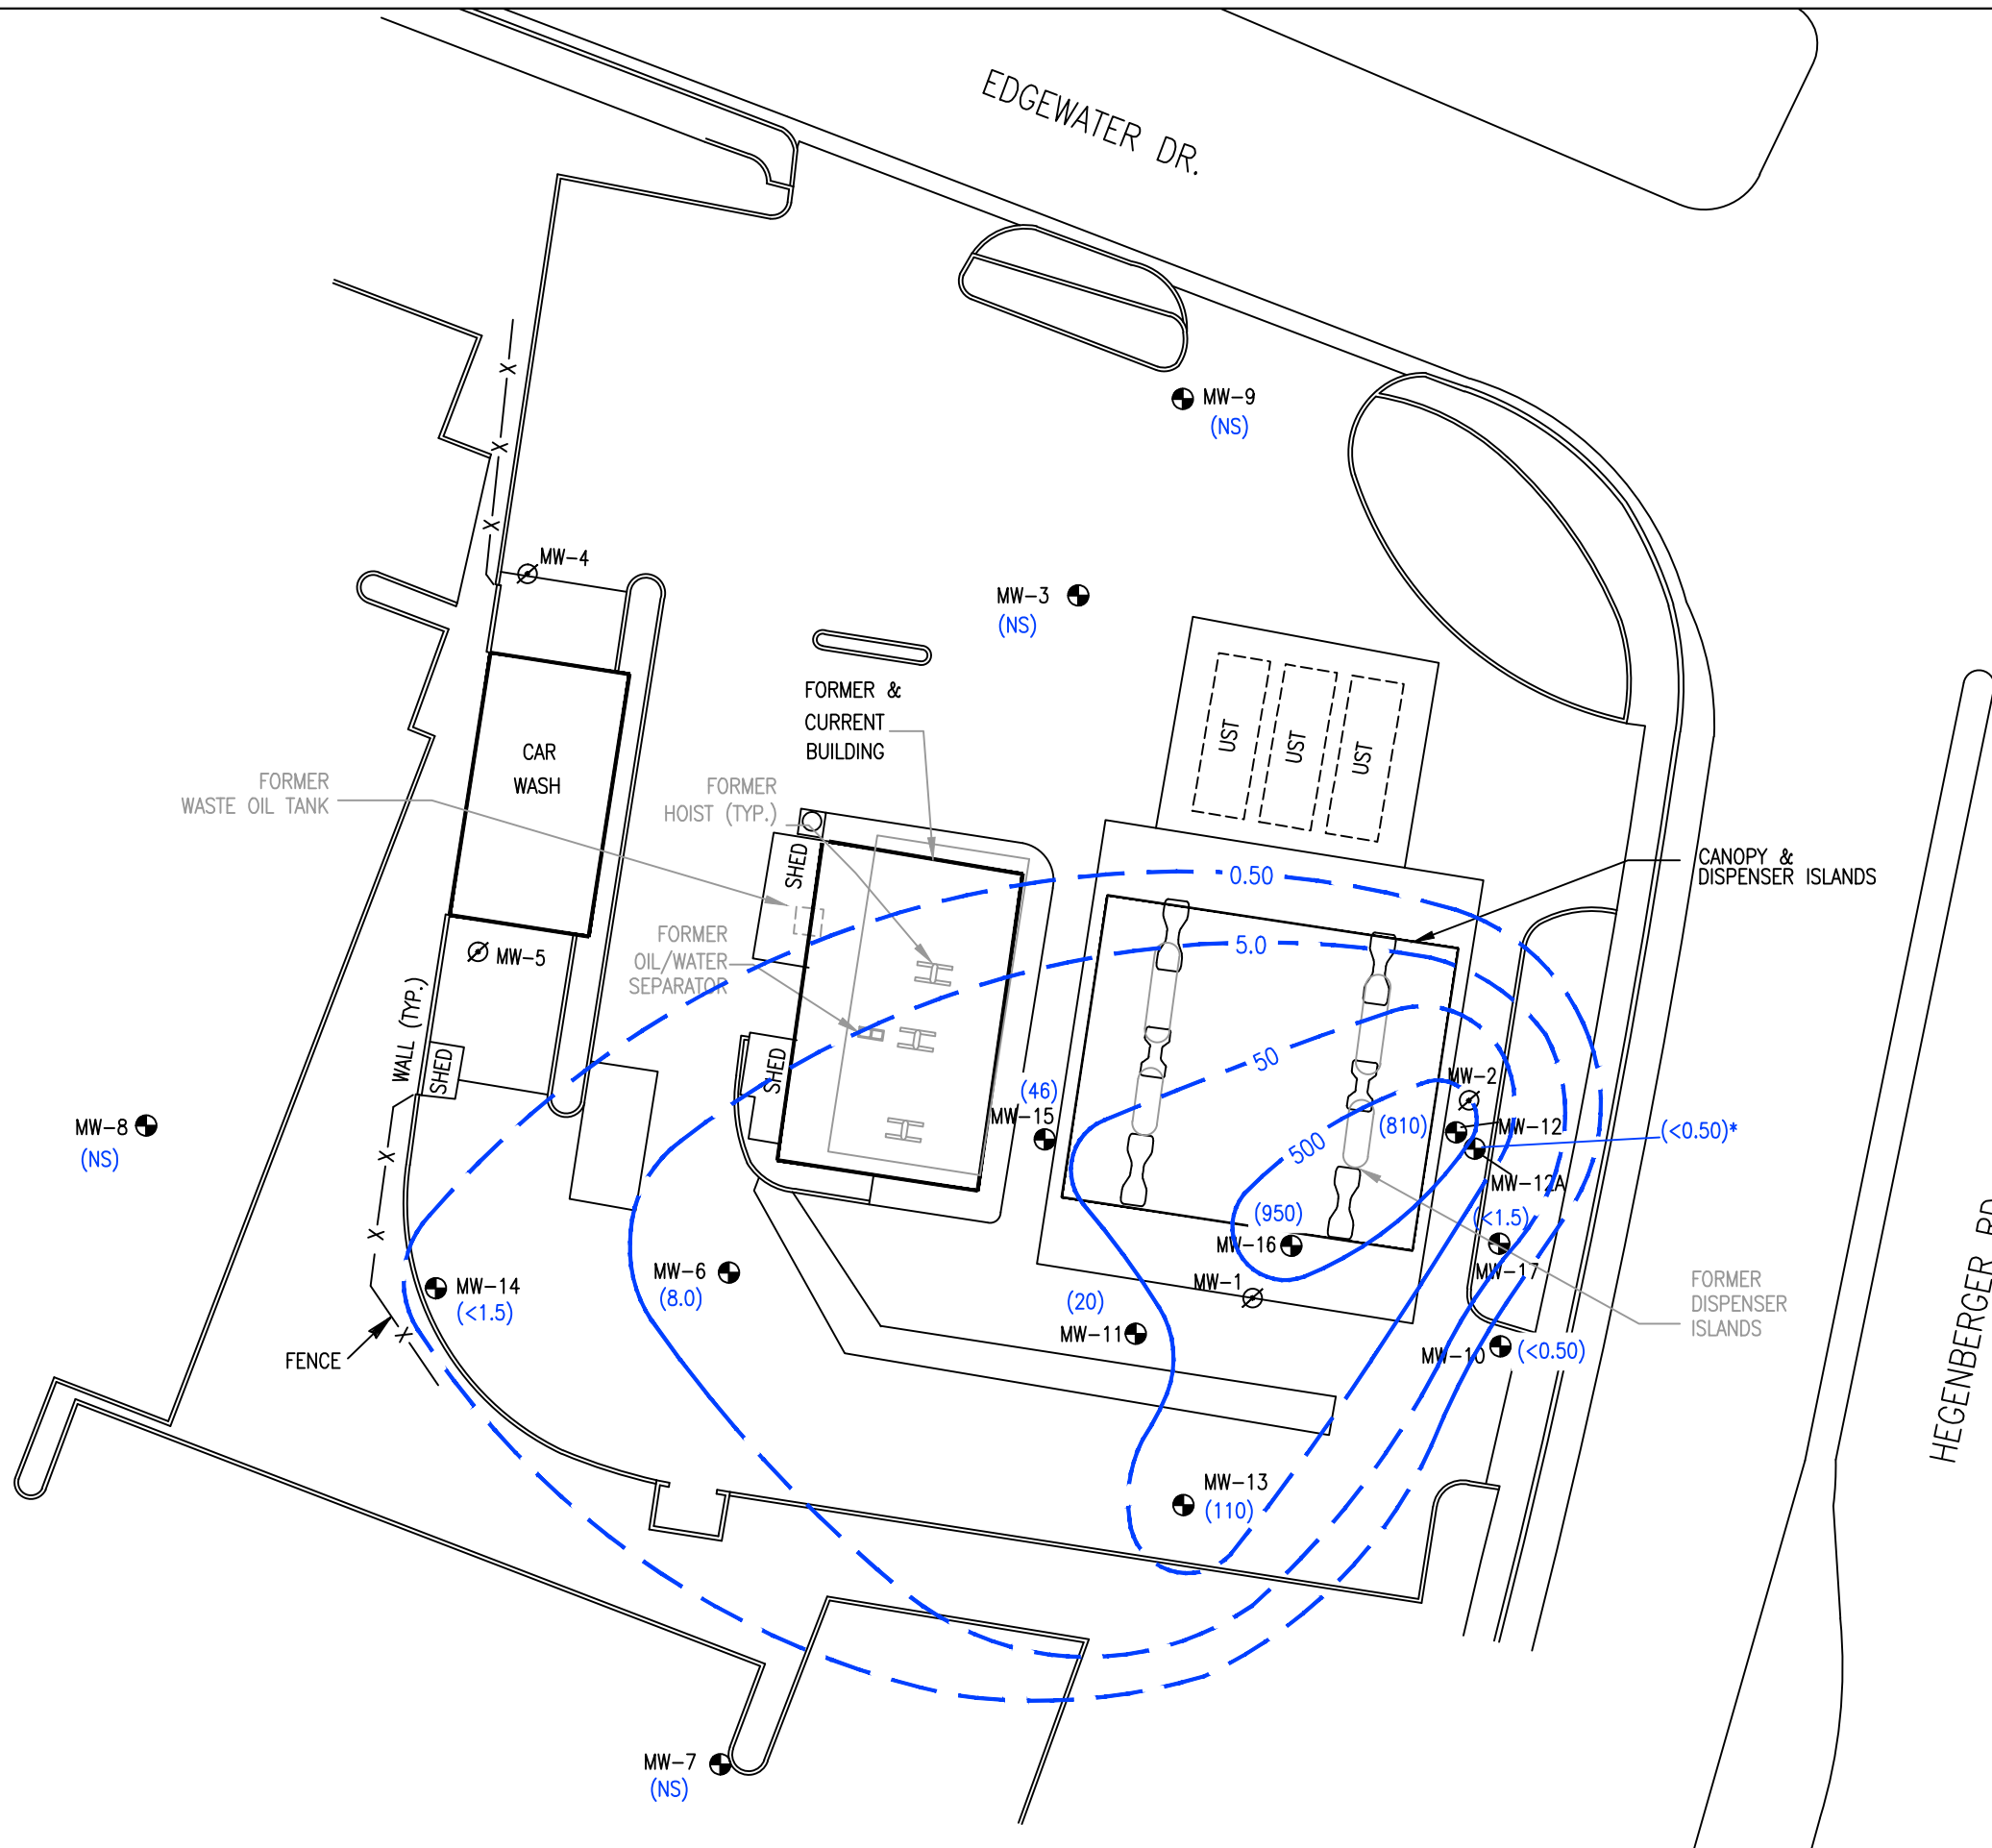 EDGEWATER DR.
MW-9
(NS)
MW-4
MW-3
(NS)
FORMER &
CURRENT
BUILDING
UST
UST
UST
CAR
WASH
FORMER
WASTE OIL TANK
FORMER
HOIST (TYP.)
SHED
CANOPY &
DISPENSER ISLANDS
0.50
FORMER
OIL/WATER
SEPARATOR
5.0
MW-5
WALL (TYP.)
SHED
SHED
50
MW-2
(46)
MW-15
500
(810)
MW-12
(<0.50)*
MW-8
(NS)
MW-12A
(<1.5)
(950)
MW-16
MW-17
MW-6
(8.0)
MW-14
(<1.5)
MW-1
(20)
MW-11
FORMER
DISPENSER
ISLANDS
MW-10
(<0.50)
FENCE
X
X
X
X
X
X
HEGENBERGER RD
MW-13
(110)
MW-7
(NS)